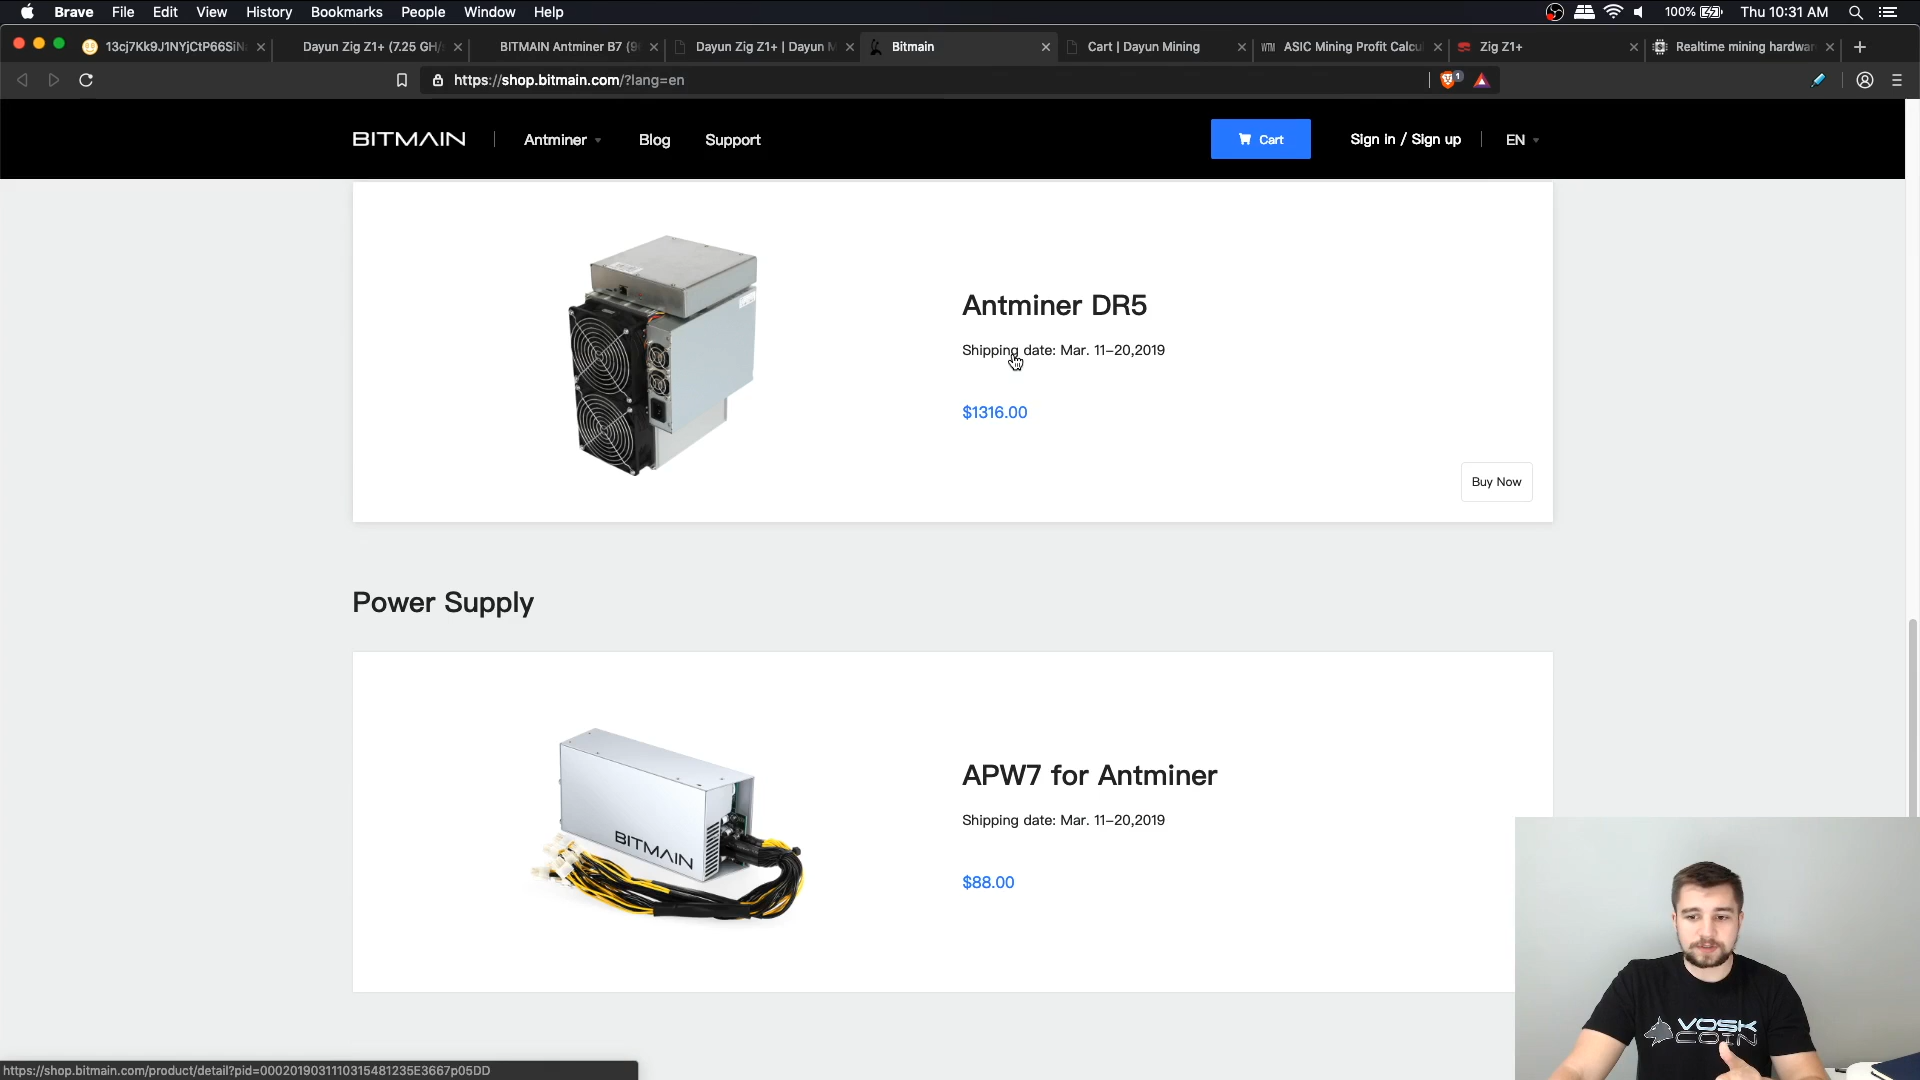 Brave File Edit View History Bookmarks People Window Help 100% Thu 10:31 AM
13cj7Kk9J1NYjCtP66SiN Dayun Zig Z1+ (7.25 GH/ BITMAIN Antminer B7 (9 Dayun Zig Z1+ | Dayun M Bitmain Cart | Dayun Mining WTM ASIC Mining Profit Calcu Zig Z1+ Realtime mining hardwar
https://shop.bitmain.com/?lang=en 1
BITMAIN Antminer Blog Support Cart Sign in / Sign up EN
Antminer DR5
Shipping date: Mar. 11-20,2019
$1316.00
Buy Now
Power Supply
APW7 for Antminer
Shipping date: Mar. 11-20,2019
BITMAIN
$88.00
VOSK
COIN
https://shop.bitmain.com/product/detail?pid=00020190311103154812​35E3667p05DD